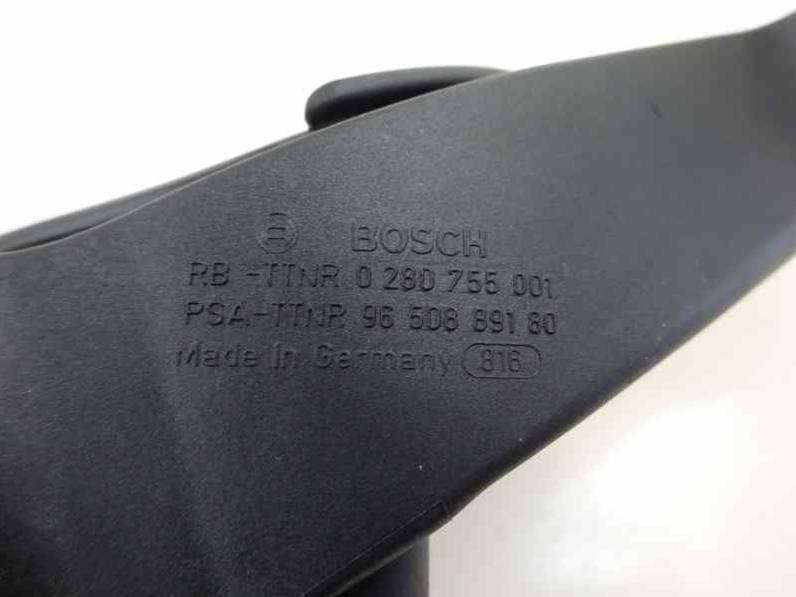 BOSCH
RB-TTNR 0 280 755 001
PSA-TTNR 96 508 891 80
Made In Germany 816